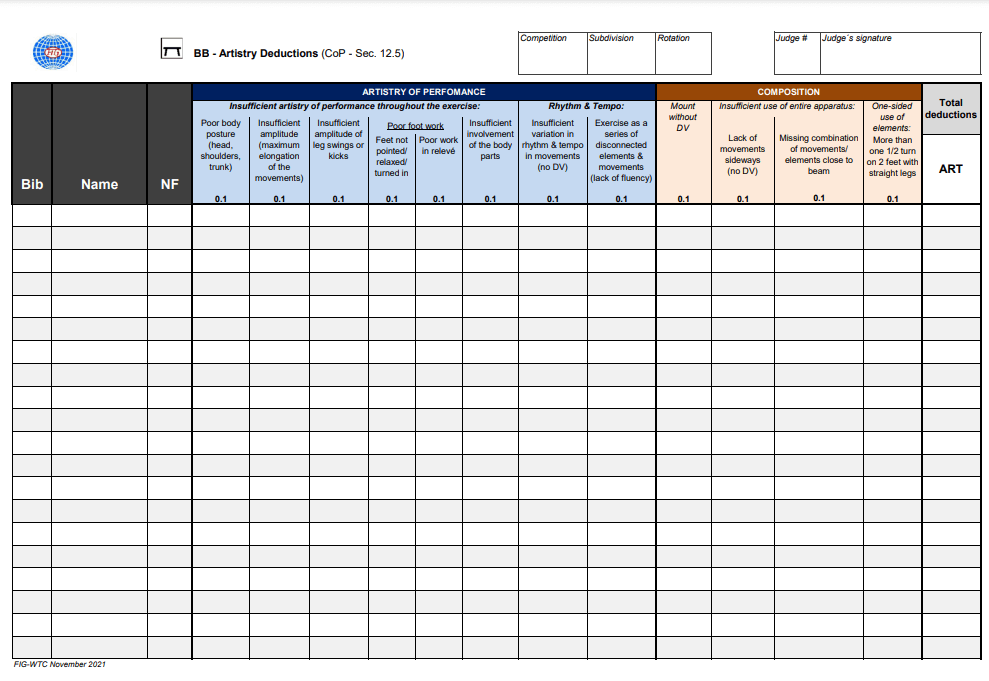 FIG
BB - Artistry Deductions (CoP - Sec. 12.5)
Competition
Subdivision
Rotation
Judge #
Judge´s signature
Bib
Name
NF
ARTISTRY OF PERFOMANCE
Insufficient artistry of performance throughout the exercise:
Poor body
posture
(head,
shoulders,
trunk)
0.1
Insufficient
amplitude
(maximum
elongation
of the
movements)
0.1
Insufficient
amplitude of
leg swings or
kicks
0.1
Poor foot work
Feet not
pointed/
relaxed/
turned in
0.1
Poor work
in relevé
0.1
Insufficient
involvement
of the body
parts
0.1
Rhythm & Tempo:
Insufficient
variation in
rhythm & tempo
in movements
(no DV)
0.1
Exercise as a
series of
disconnected
elements &
movements
(lack of fluency)
0.1
COMPOSITION
Mount
without
DV
0.1
Insufficient use of entire apparatus:
Lack of
movements
sideways
(no DV)
0.1
Missing combination
of movements/
elements close to
beam
0.1
One-sided
use of
elements:
More than
one 1/2 turn
on 2 feet with
straight legs
0.1
Total
deductions
ART
FIG-WTC November 2021